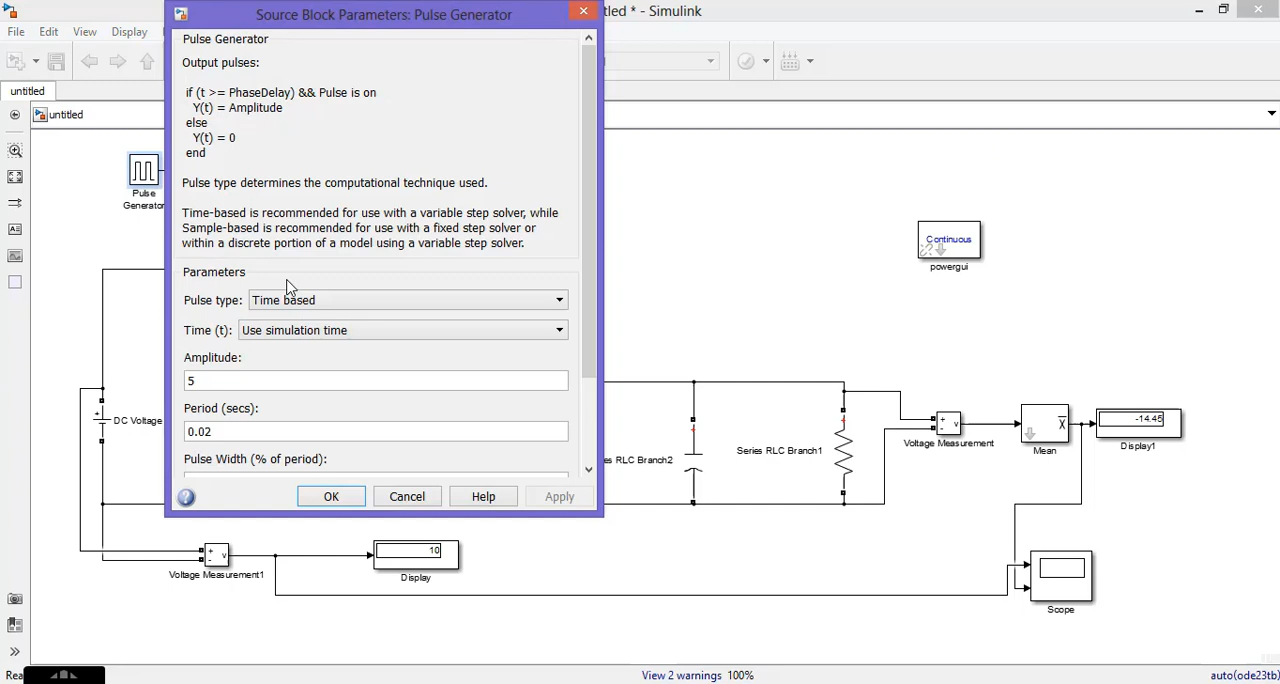 Source Block Parameters: Pulse Generator
tled * - Simulink
File Edit View Display
untitled
untitled
Pulse Generator
Output pulses:
if (t >= PhaseDelay) && Pulse is on
Y(t) = Amplitude
else
Y(t) = 0
end
Pulse type determines the computational technique used.
Time-based is recommended for use with a variable step solver, while
Sample-based is recommended for use with a fixed step solver or
within a discrete portion of a model using a variable step solver.
Parameters
Pulse type: Time based
Time (t): Use simulation time
Amplitude:
5
Period (secs):
0.02
Pulse Width (% of period):
OK Cancel Help Apply
Pulse
Generator
Continuous
powergui
DC Voltage
es RLC Branch2
Series RLC Branch1
+
-
v
Voltage Measurement
X
Mean
-14.45
Display1
+
-
v
Voltage Measurement1
10
Display
Scope
Rea
View 2 warnings 100%
auto(ode23tb)